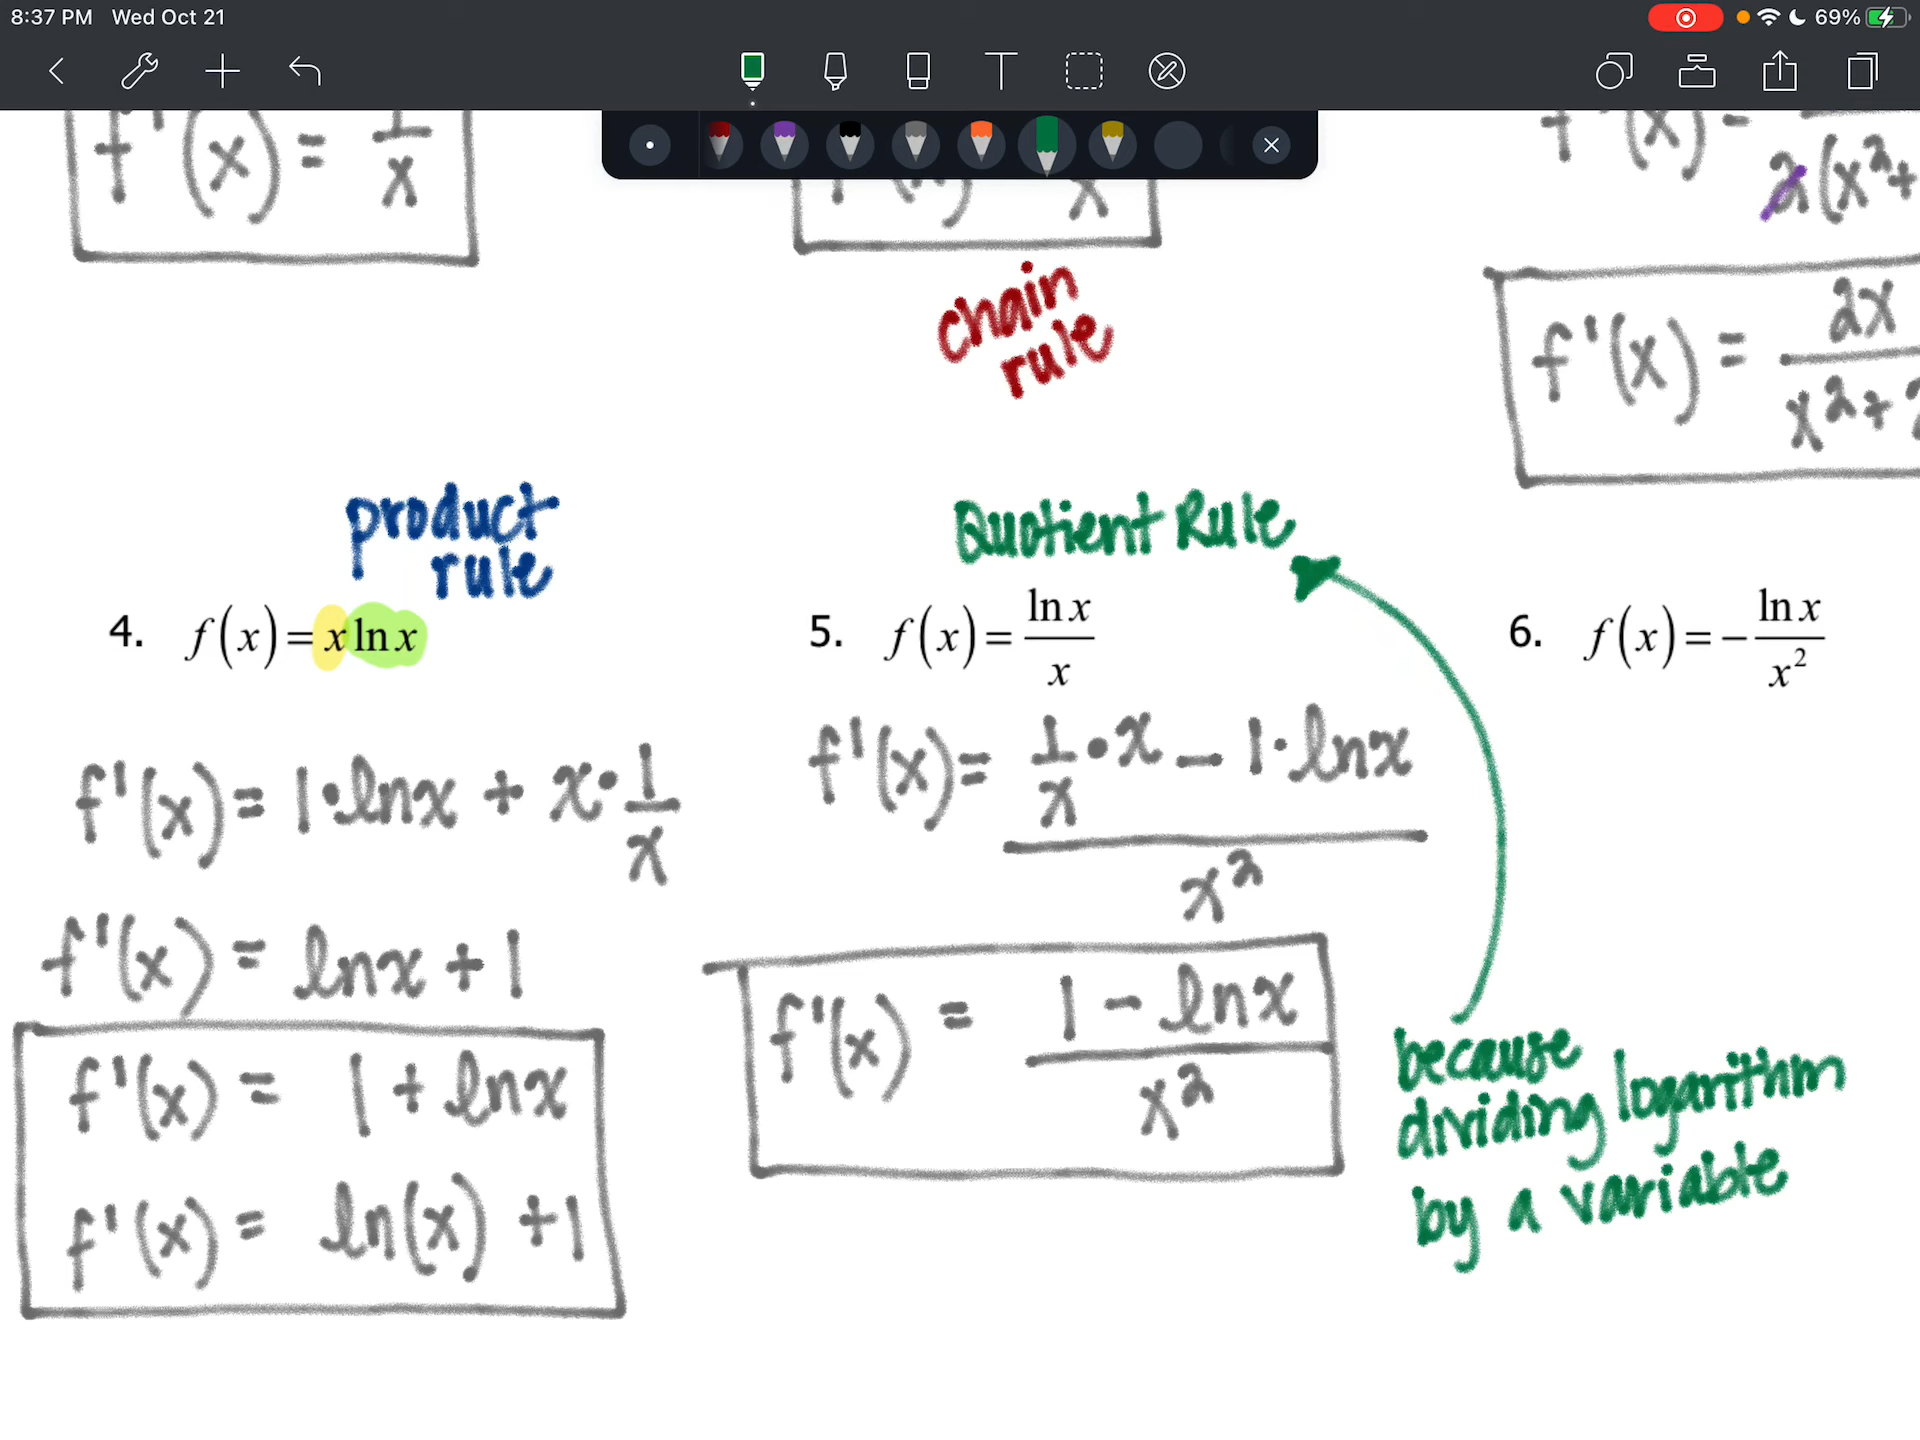 8:37 PM Wed Oct 21
69%
T
f'(x) = 1/x
chain
rule
f'(x) =
2(x²+
f'(x) = 2x
x²+
product
rule
4. f(x) = x ln x
f'(x) = 1·lnx + x·1/x
f'(x) = lnx + 1
f'(x) = 1 + lnx
f'(x) = ln(x) +1
Quotient Rule
5. f(x) = ln x / x
f'(x) = (1/x · x − 1·lnx) / x²
f'(x) = (1 − lnx) / x²
because
dividing logarithm
by a variable
6. f(x) = − ln x / x²